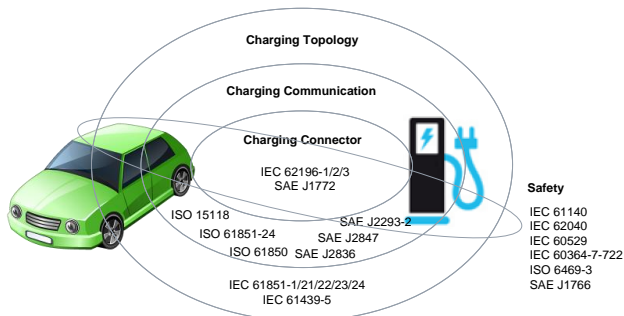 Charging Topology
Charging Communication
Charging Connector
IEC 62196-1/2/3
SAE J1772
ISO 15118
SAE J2293-2
IEC 61851-24
SAE J2847
ISO 61850
SAE J2836
IEC 61851-1/21/22/23/24
IEC 61439-5
Safety
IEC 61140
IEC 62040
IEC 60529
IEC 60364-7-722
ISO 6469-3
SAE J1766